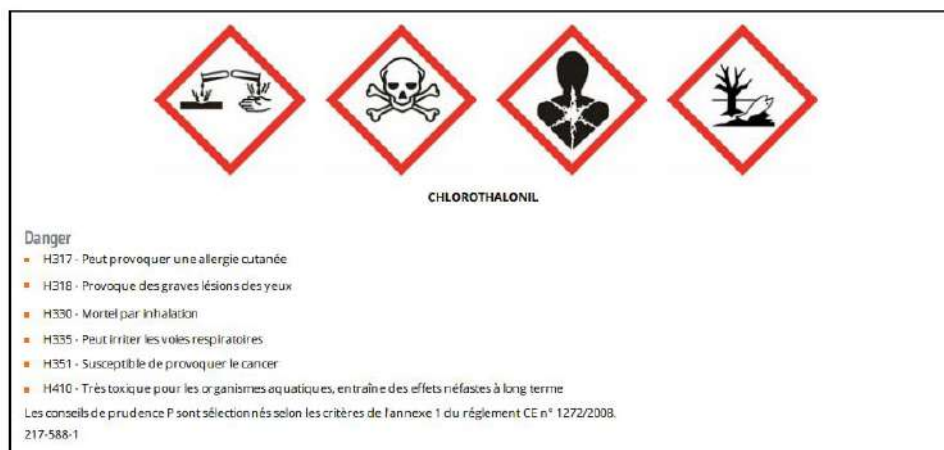 CHLOROTHALONIL
Danger
H317 - Peut provoquer une allergie cutanée
H318 - Provoque des graves lésions des yeux
H330 - Mortel par inhalation
H335 - Peut irriter les voies respiratoires
H351 - Susceptible de provoquer le cancer
H410 - Très toxique pour les organismes aquatiques, entraîne des effets néfastes à long terme
Les conseils de prudence P sont sélectionnés selon les critères de l'annexe 1 du réglement CE n° 1272/2008.
217-588-1